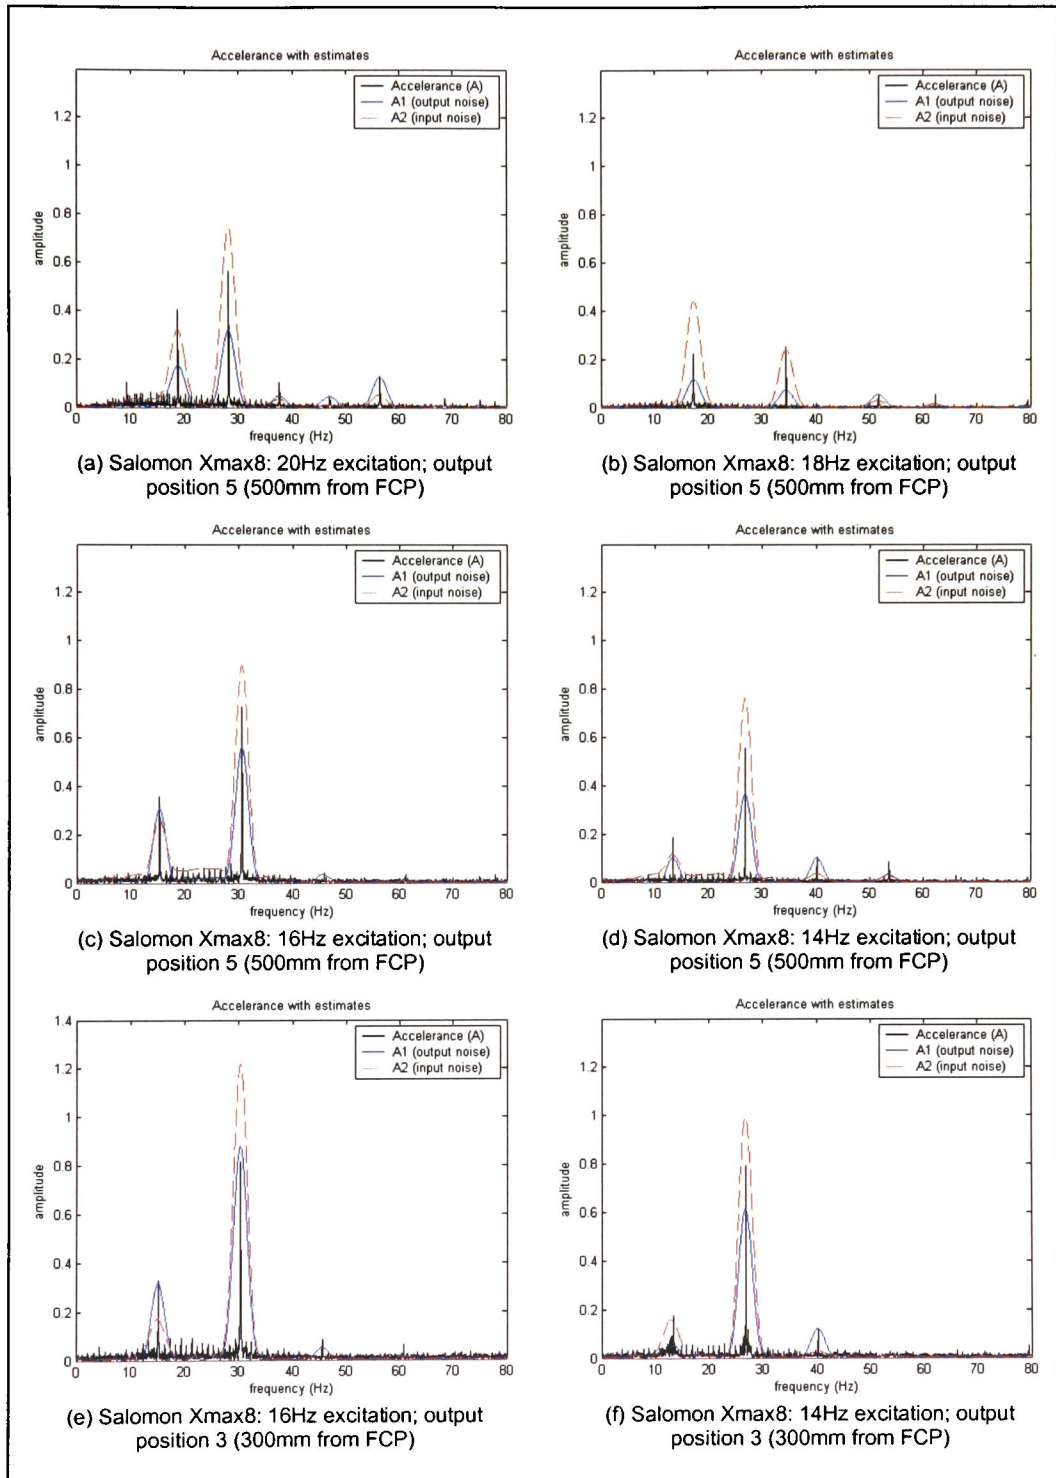 Accelerance with estimates
Accelerance (A)
A1 (output noise)
A2 (input noise)
amplitude
1.2
1
0.8
0.6
0.4
0.2
0
0 10 20 30 40 50 60 70 80
frequency (Hz)
(a) Salomon Xmax8: 20Hz excitation; output
position 5 (500mm from FCP)
Accelerance with estimates
Accelerance (A)
A1 (output noise)
A2 (input noise)
amplitude
1.2
1
0.8
0.6
0.4
0.2
0
0 10 20 30 40 50 60 70 80
frequency (Hz)
(b) Salomon Xmax8: 18Hz excitation; output
position 5 (500mm from FCP)
Accelerance with estimates
Accelerance (A)
A1 (output noise)
A2 (input noise)
amplitude
1.2
1
0.8
0.6
0.4
0.2
0
0 10 20 30 40 50 60 70 80
frequency (Hz)
(c) Salomon Xmax8: 16Hz excitation; output
position 5 (500mm from FCP)
Accelerance with estimates
Accelerance (A)
A1 (output noise)
A2 (input noise)
amplitude
1.2
1
0.8
0.6
0.4
0.2
0
0 10 20 30 40 50 60 70 80
frequency (Hz)
(d) Salomon Xmax8: 14Hz excitation; output
position 5 (500mm from FCP)
Accelerance with estimates
Accelerance (A)
A1 (output noise)
A2 (input noise)
amplitude
1.4
1.2
1
0.8
0.6
0.4
0.2
0
0 10 20 30 40 50 60 70 80
frequency (Hz)
(e) Salomon Xmax8: 16Hz excitation; output
position 3 (300mm from FCP)
Accelerance with estimates
Accelerance (A)
A1 (output noise)
A2 (input noise)
amplitude
1.4
1.2
1
0.8
0.6
0.4
0.2
0
0 10 20 30 40 50 60 70 80
frequency (Hz)
(f) Salomon Xmax8: 14Hz excitation; output
position 3 (300mm from FCP)